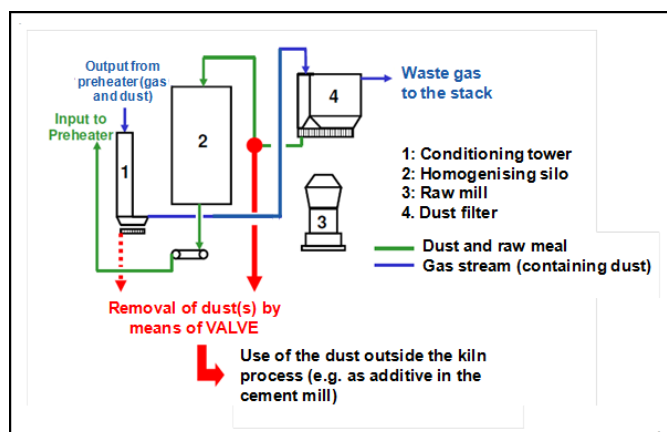 Output from
preheater(gas
and dust)
Input to
Preheater
1
2
3
4
Waste gas
to the stack
1: Conditioning tower
2: Homogenising silo
3: Raw mill
4. Dust filter
Dust and raw meal
Gas stream (containing dust)
Removal of dust(s) by
means of VALVE
Use of the dust outside the kiln
process (e.g. as additive in the
cement mill)